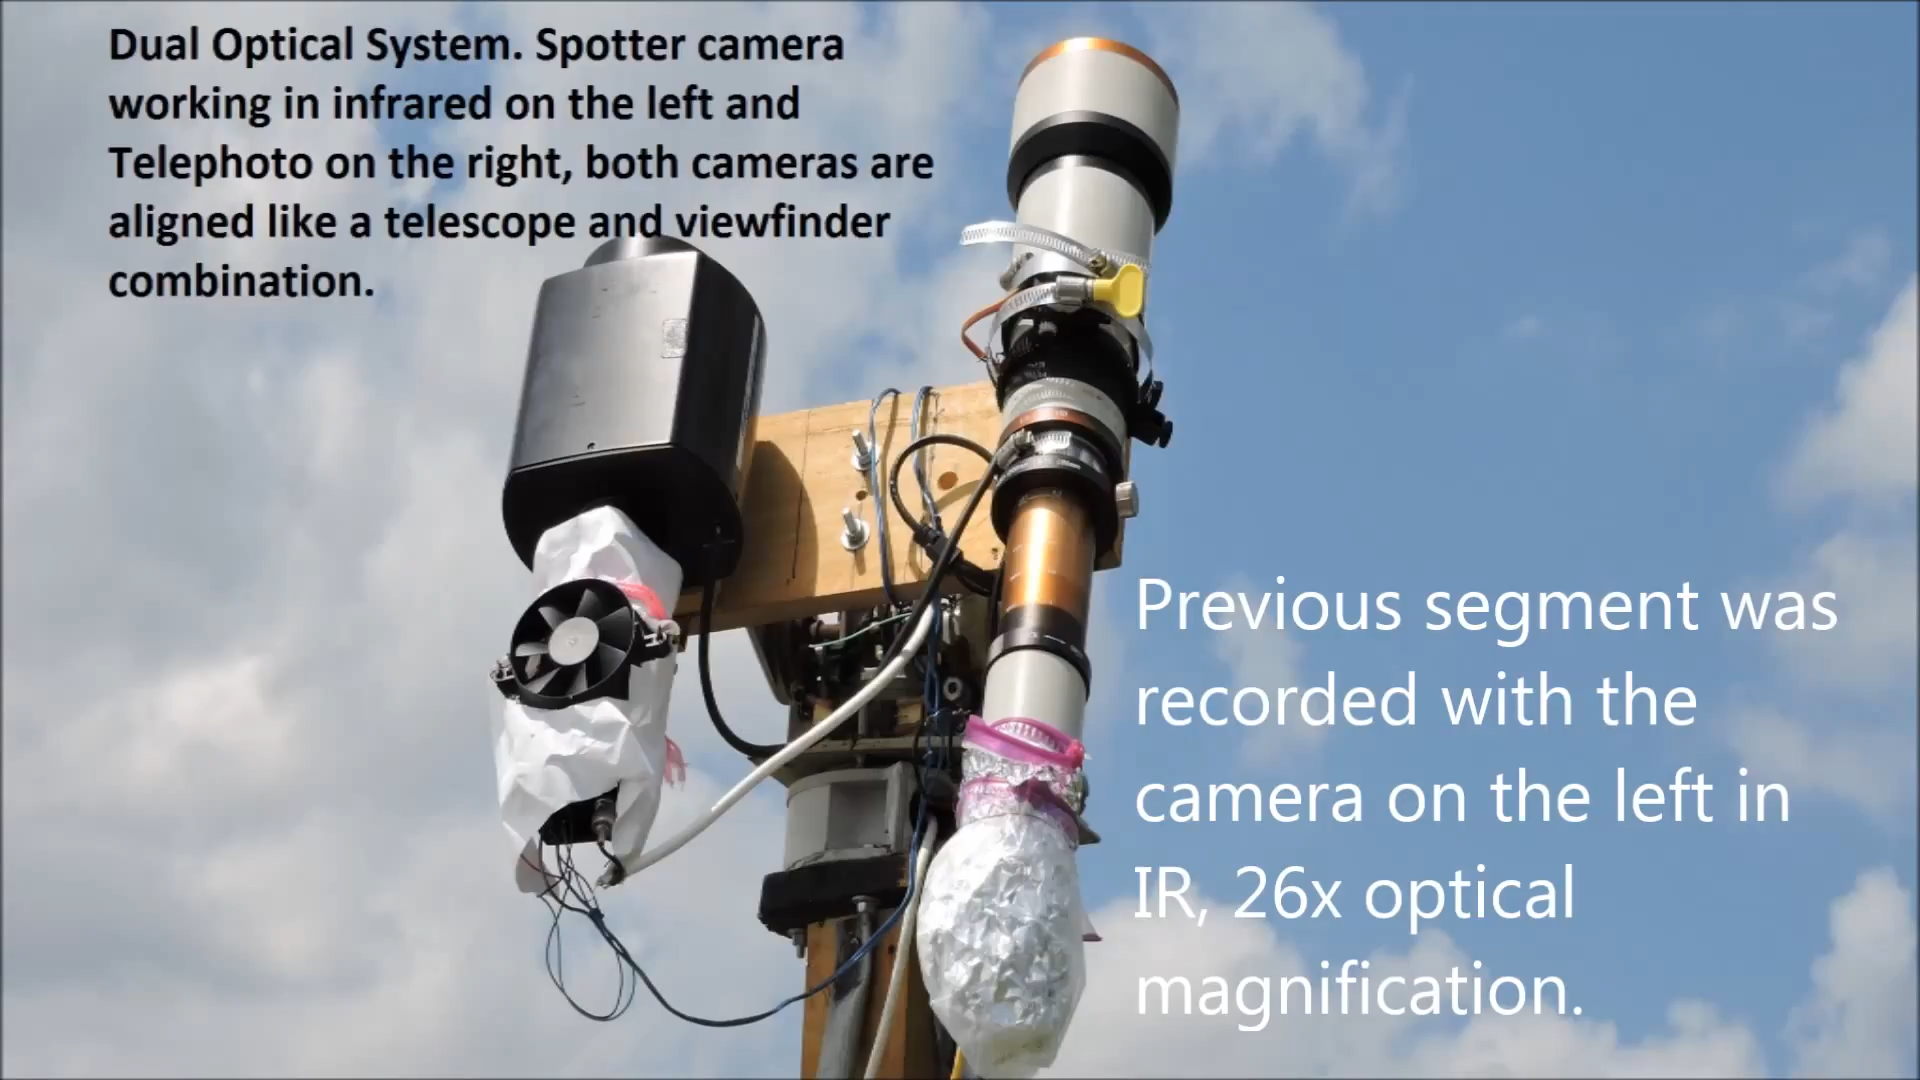 Dual Optical System. Spotter camera
working in infrared on the left and
Telephoto on the right, both cameras are
aligned like a telescope and viewfinder
combination.
Previous segment was
recorded with the
camera on the left in
IR, 26x optical
magnification.